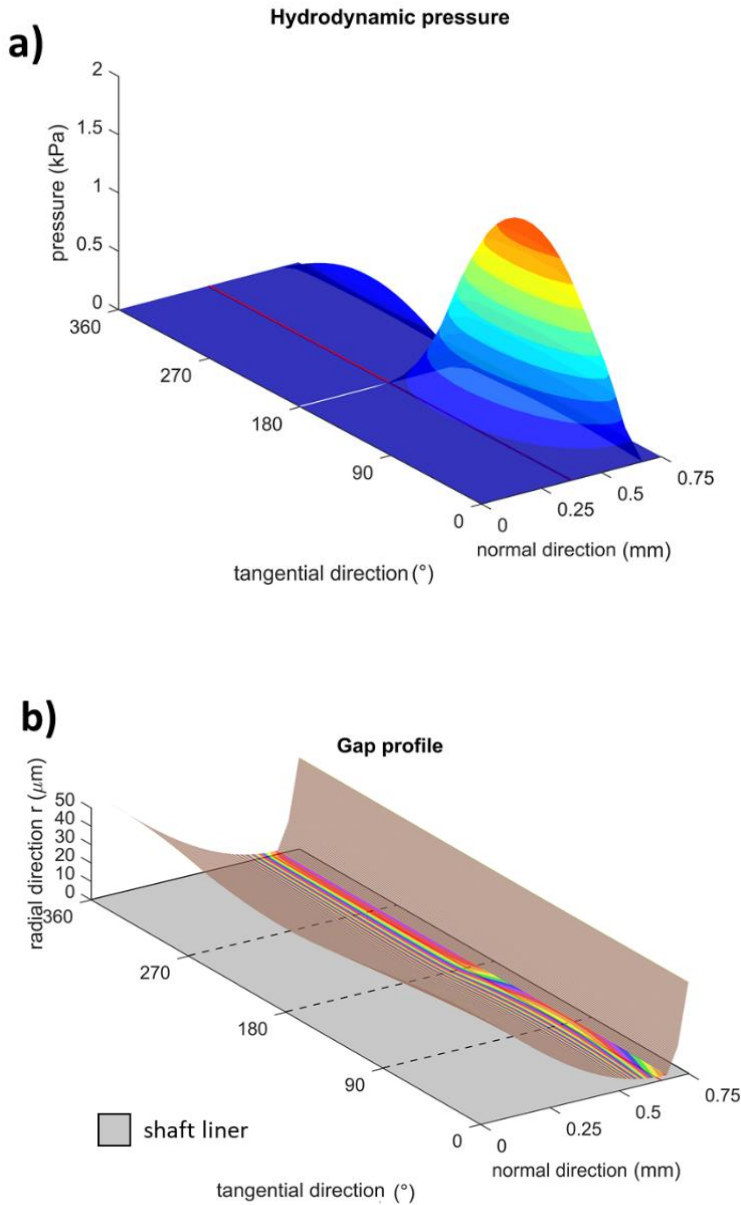 Hydrodynamic pressure
a)
pressure (kPa)
2
1.5
1
0.5
0
360
270
180
90
0
0
0.25
0.5
0.75
tangential direction (°)
normal direction (mm)
b)
Gap profile
radial direction r (μm)
50
40
30
20
10
0
360
270
180
90
0
0
0.25
0.5
0.75
shaft liner
tangential direction (°)
normal direction (mm)